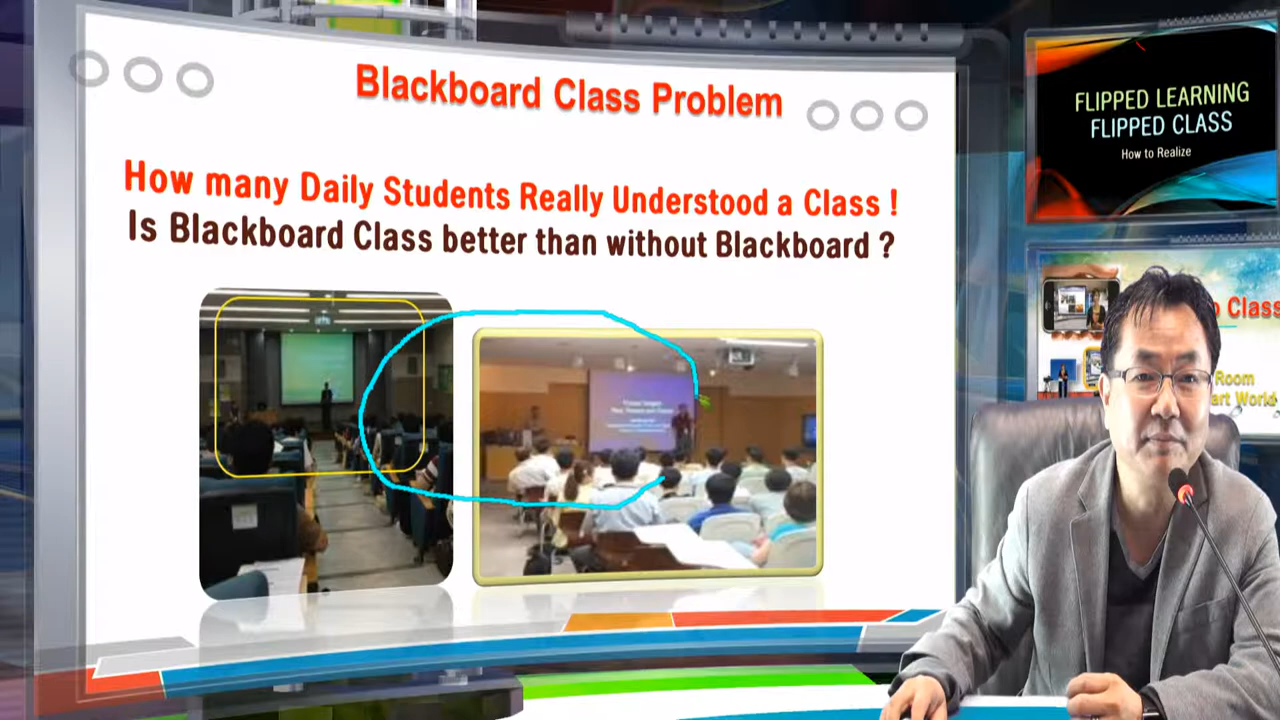 Blackboard Class Problem
How many Daily Students Really Understood a Class !
Is Blackboard Class better than without Blackboard ?
FLIPPED LEARNING
FLIPPED CLASS
How to Realize
Class
Room
World